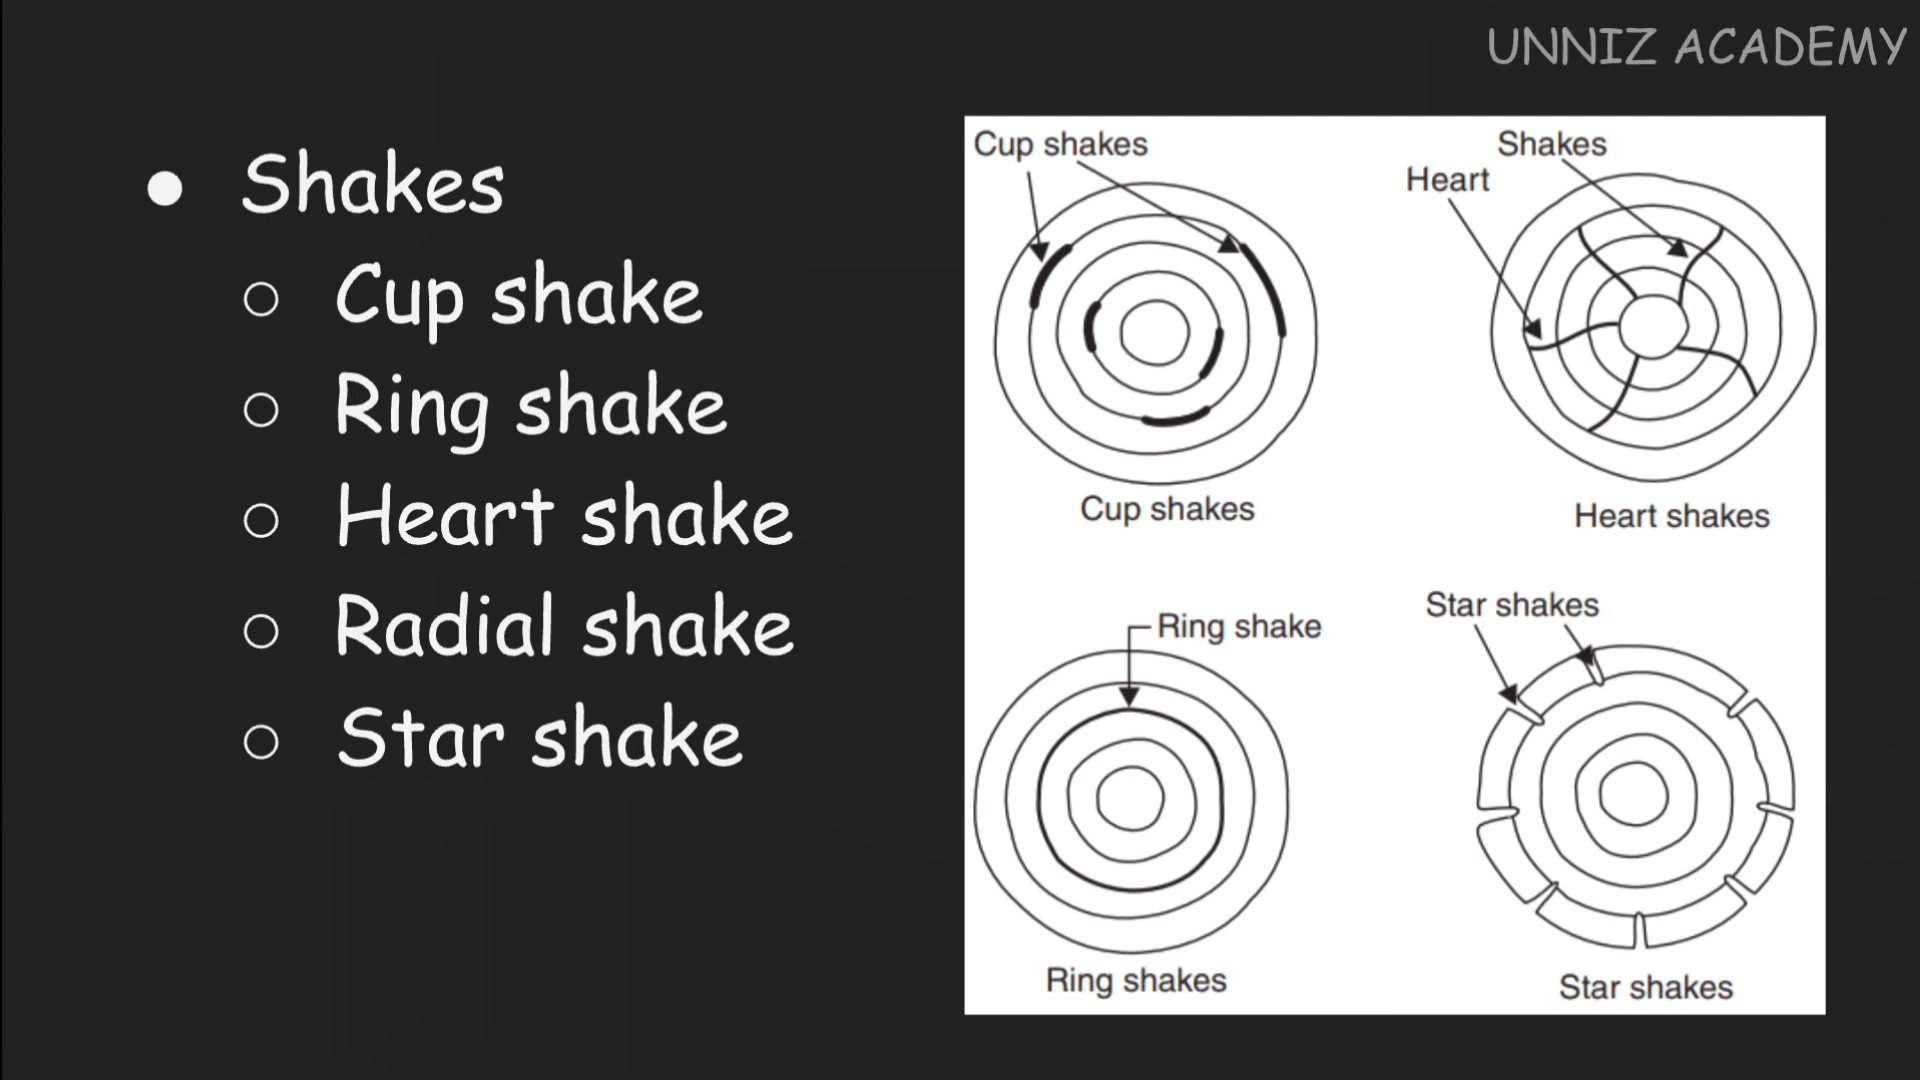 UNNIZ ACADEMY
● Shakes
○ Cup shake
○ Ring shake
○ Heart shake
○ Radial shake
○ Star shake
Cup shakes
Cup shakes
Shakes
Heart
Heart shakes
Ring shake
Ring shakes
Star shakes
Star shakes